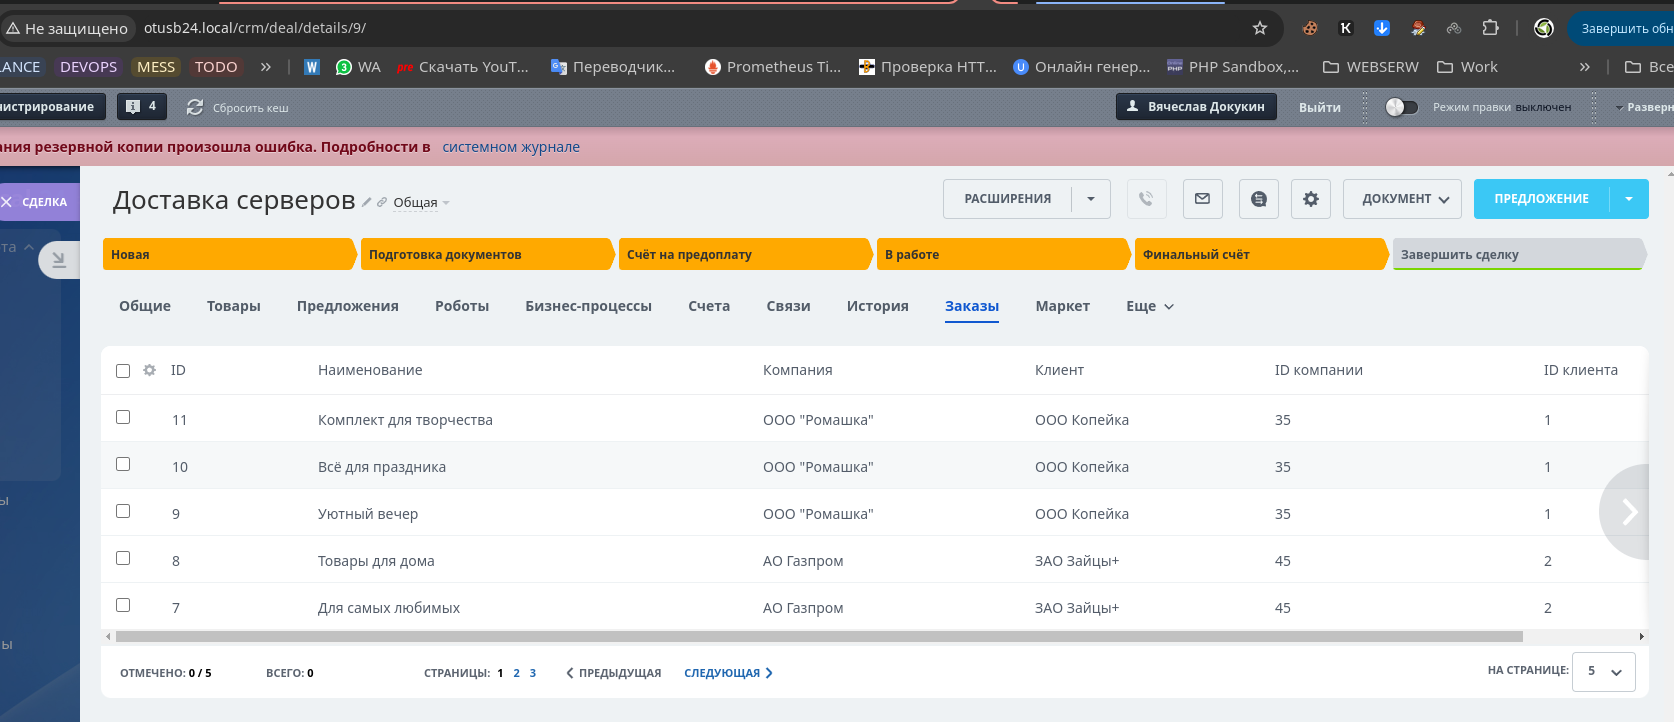 Не защищено otusb24.local/crm/deal/details/9/ Завершить обн
LANCE DEVOPS MESS TODO » WA Скачать YouT... Переводчик... Prometheus Ti... Проверка HTT... Онлайн генер... PHP Sandbox,... WEBSERW Work » Все
нистрирование 4 Сбросить кеш Вячеслав Докукин Выйти Режим правки выключен Разверн
ания резервной копии произошла ошибка. Подробности в системном журнале
СДЕЛКА
Доставка серверов Общая РАСШИРЕНИЯ ДОКУМЕНТ ПРЕДЛОЖЕНИЕ
та
Новая Подготовка документов Счёт на предоплату В работе Финальный счёт Завершить сделку
Общие Товары Предложения Роботы Бизнес-процессы Счета Связи История Заказы Маркет Еще
ID Наименование Компания Клиент ID компании ID клиента
11 Комплект для творчества ООО "Ромашка" ООО Копейка 35 1
10 Всё для праздника ООО "Ромашка" ООО Копейка 35 1
ы
9 Уютный вечер ООО "Ромашка" ООО Копейка 35 1
8 Товары для дома АО Газпром ЗАО Зайцы+ 45 2
7 Для самых любимых АО Газпром ЗАО Зайцы+ 45 2
ы
ОТМЕЧЕНО: 0 / 5 ВСЕГО: 0 СТРАНИЦЫ: 1 2 3 ПРЕДЫДУЩАЯ СЛЕДУЮЩАЯ НА СТРАНИЦЕ: 5